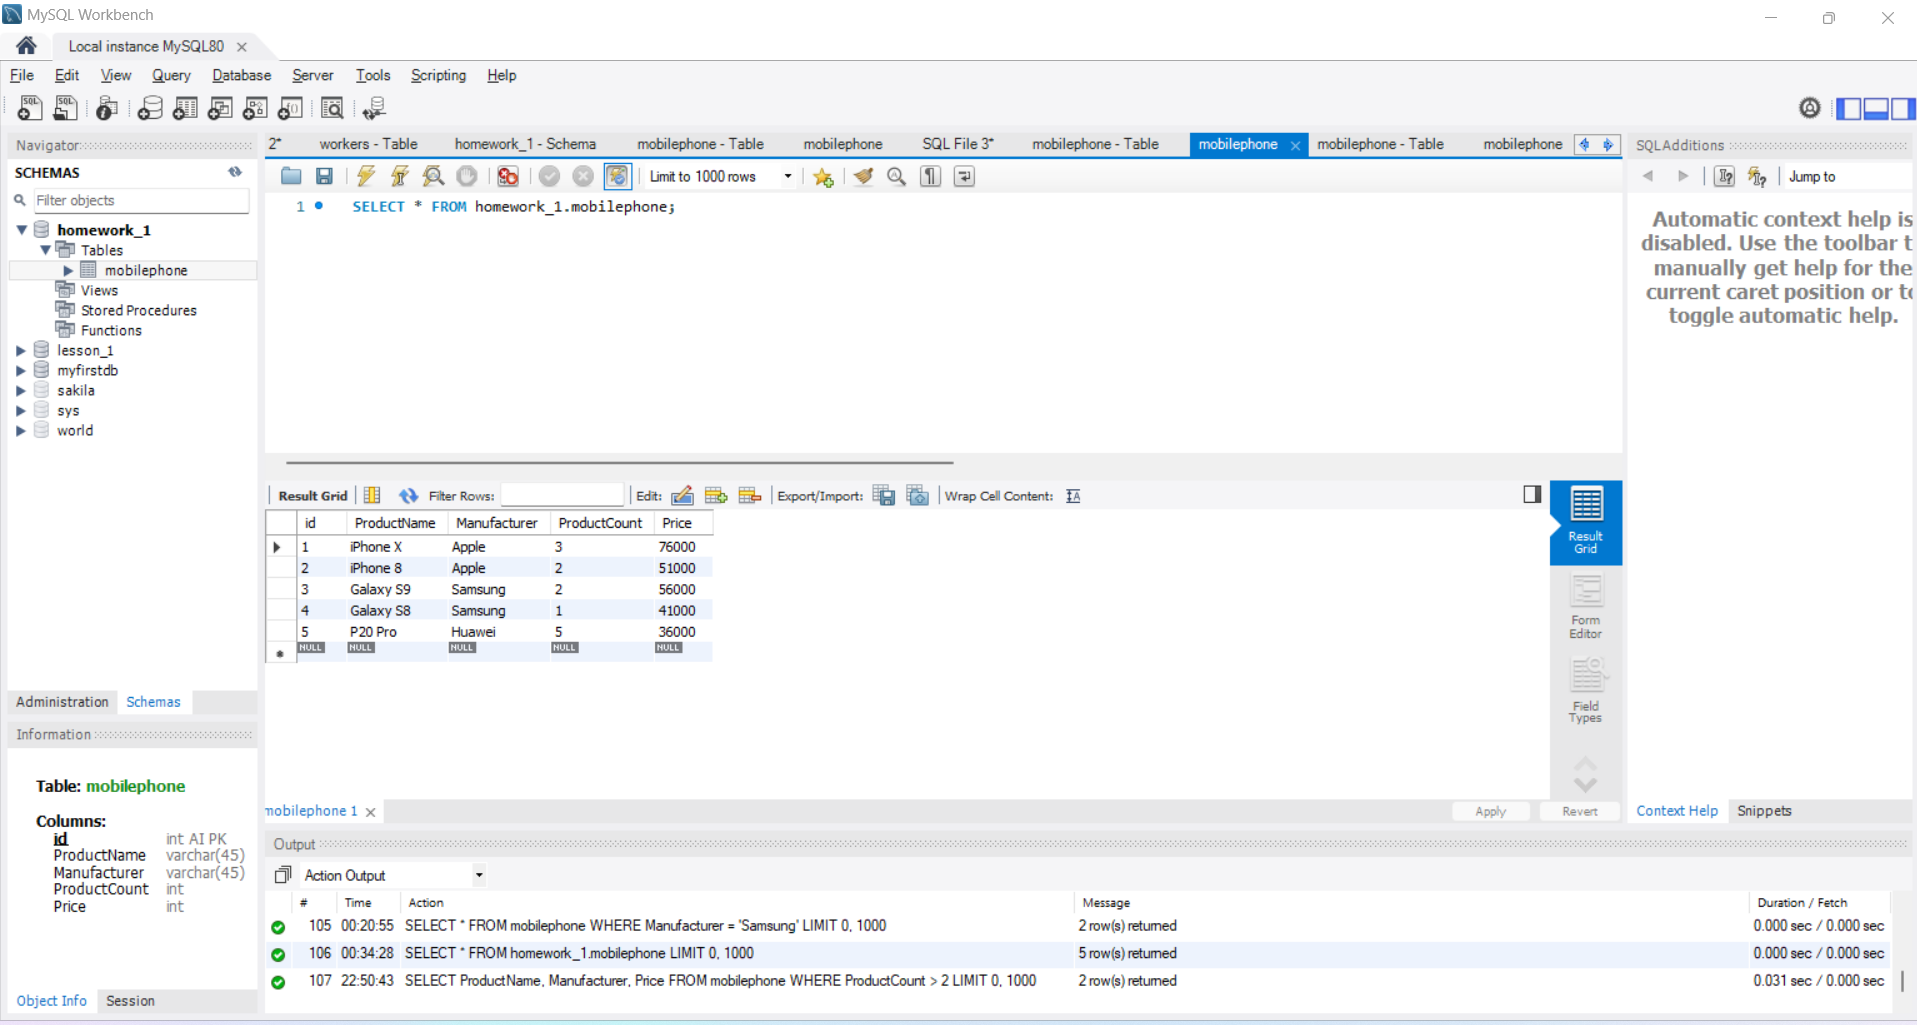 MySQL Workbench
Local instance MySQL80
File Edit View Query Database Server Tools Scripting Help
Navigator
SCHEMAS
Filter objects
homework_1
Tables
mobilephone
Views
Stored Procedures
Functions
lesson_1
myfirstdb
sakila
sys
world
Administration Schemas
Information
Table: mobilephone
Columns:
id int AI PK
ProductName varchar(45)
Manufacturer varchar(45)
ProductCount int
Price int
Object Info Session
2* workers - Table homework_1 - Schema mobilephone - Table mobilephone SQL File 3* mobilephone - Table mobilephone mobilephone - Table mobilephone
Limit to 1000 rows
1 SELECT * FROM homework_1.mobilephone;
Result Grid Filter Rows: Edit: Export/Import: Wrap Cell Content:
id ProductName Manufacturer ProductCount Price
1 iPhone X Apple 3 76000
2 iPhone 8 Apple 2 51000
3 Galaxy S9 Samsung 2 56000
4 Galaxy S8 Samsung 1 41000
5 P20 Pro Huawei 5 36000
NULL NULL NULL NULL NULL
Result
Grid
Form
Editor
Field
Types
mobilephone 1
Apply Revert
Output
Action Output
# Time Action Message Duration / Fetch
105 00:20:55 SELECT * FROM mobilephone WHERE Manufacturer = 'Samsung' LIMIT 0, 1000 2 row(s) returned 0.000 sec / 0.000 sec
106 00:34:28 SELECT * FROM homework_1.mobilephone LIMIT 0, 1000 5 row(s) returned 0.000 sec / 0.000 sec
107 22:50:43 SELECT ProductName, Manufacturer, Price FROM mobilephone WHERE ProductCount > 2 LIMIT 0, 1000 2 row(s) returned 0.031 sec / 0.000 sec
SQLAdditions
Jump to
Automatic context help is
disabled. Use the toolbar t
manually get help for the
current caret position or to
toggle automatic help.
Context Help Snippets